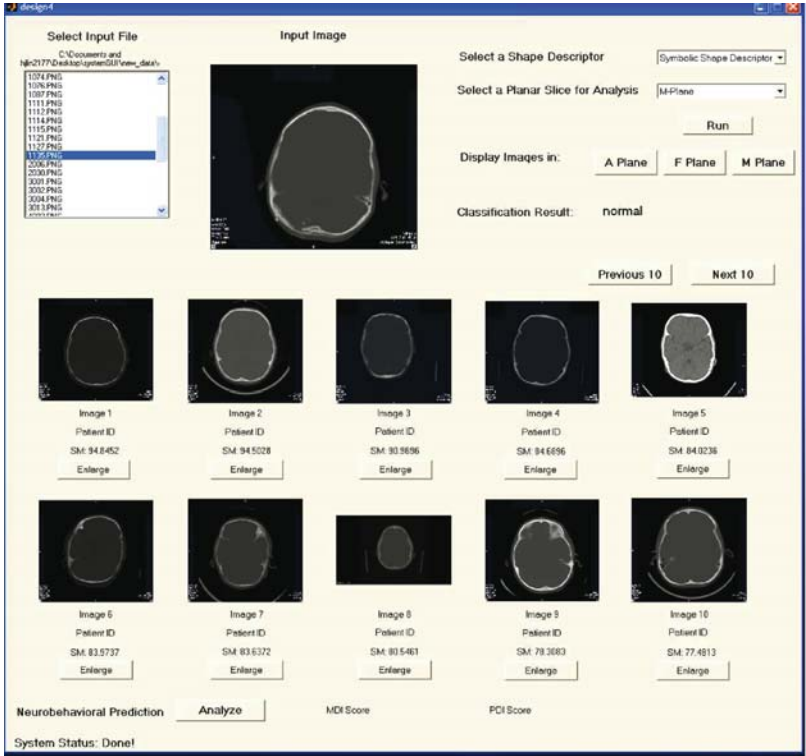 design4
Select Input File
Input Image
C:\Documents and
hjlin2177\Desktop\systemGUI\new_data\
1074.PNG
1076.PNG
1087.PNG
1111.PNG
1112.PNG
1114.PNG
1115.PNG
1121.PNG
1127.PNG
1135.PNG
2006.PNG
2030.PNG
3001.PNG
3002.PNG
3004.PNG
3013.PNG
Select a Shape Descriptor
Symbolic Shape Descriptor
Select a Planar Slice for Analysis
M-Plane
Run
Display Images in:
A Plane F Plane M Plane
Classification Result: normal
Previous 10 Next 10
Image 1 Image 2 Image 3 Image 4 Image 5
Patient ID Patient ID Patient ID Patient ID Patient ID
SM: 94.8452 SM: 94.5028 SM: 90.9696 SM: 84.6896 SM: 84.0236
Enlarge Enlarge Enlarge Enlarge Enlarge
Image 6 Image 7 Image 8 Image 9 Image 10
Patient ID Patient ID Patient ID Patient ID Patient ID
SM: 83.9737 SM: 83.6372 SM: 80.5461 SM: 78.3883 SM: 77.4813
Enlarge Enlarge Enlarge Enlarge Enlarge
Neurobehavioral Prediction Analyze MDI Score PDI Score
System Status: Done!